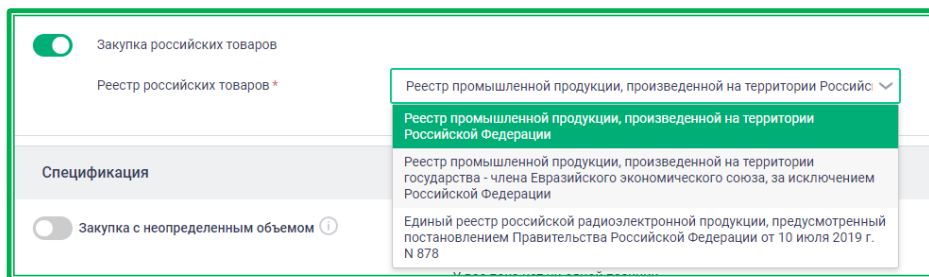 Закупка российских товаров
Реестр российских товаров *
Реестр промышленной продукции, произведенной на территории Российс
Реестр промышленной продукции, произведенной на территории
Российской Федерации
Реестр промышленной продукции, произведенной на территории
государства - члена Евразийского экономического союза, за исключением
Российской Федерации
Единый реестр российской радиоэлектронной продукции, предусмотренный
постановлением Правительства Российской Федерации от 10 июля 2019 г.
N 878
Спецификация
Закупка с неопределенным объемом